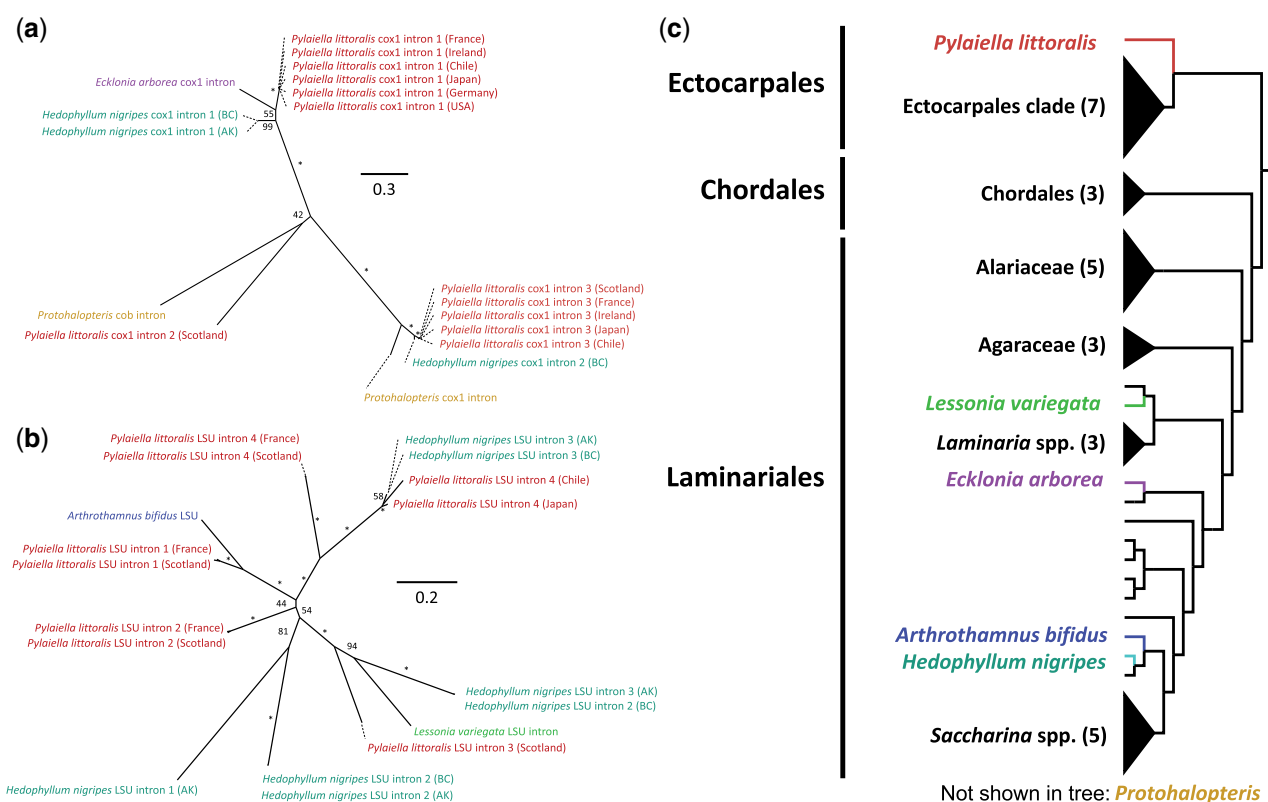 (a)
Pylaiella littoralis cox1 intron 1 (France)
Pylaiella littoralis cox1 intron 1 (Ireland)
Pylaiella littoralis cox1 intron 1 (Chile)
Pylaiella littoralis cox1 intron 1 (Japan)
Pylaiella littoralis cox1 intron 1 (Germany)
Pylaiella littoralis cox1 intron 1 (USA)
Ecklonia arborea cox1 intron
*
Hedophyllum nigripes cox1 intron 1 (BC)
Hedophyllum nigripes cox1 intron 1 (AK)
55
99
*
0.3
42
*
Protohalopteris cob intron
Pylaiella littoralis cox1 intron 2 (Scotland)
Pylaiella littoralis cox1 intron 3 (Scotland)
Pylaiella littoralis cox1 intron 3 (France)
Pylaiella littoralis cox1 intron 3 (Ireland)
Pylaiella littoralis cox1 intron 3 (Japan)
Pylaiella littoralis cox1 intron 3 (Chile)
* *
Hedophyllum nigripes cox1 intron 2 (BC)
Protohalopteris cox1 intron
(b)
Pylaiella littoralis LSU intron 4 (France)
Pylaiella littoralis LSU intron 4 (Scotland)
Hedophyllum nigripes LSU intron 3 (AK)
Hedophyllum nigripes LSU intron 3 (BC)
Pylaiella littoralis LSU intron 4 (Chile)
58
*
Pylaiella littoralis LSU intron 4 (Japan)
Arthrothamnus bifidus LSU
*
*
Pylaiella littoralis LSU intron 1 (France)
Pylaiella littoralis LSU intron 1 (Scotland)
*
*
*
0.2
44
54
*
Pylaiella littoralis LSU intron 2 (France)
Pylaiella littoralis LSU intron 2 (Scotland)
81
*
94
*
Hedophyllum nigripes LSU intron 3 (AK)
Hedophyllum nigripes LSU intron 2 (BC)
*
Lessonia variegata LSU intron
Pylaiella littoralis LSU intron 3 (Scotland)
Hedophyllum nigripes LSU intron 2 (BC)
Hedophyllum nigripes LSU intron 2 (AK)
Hedophyllum nigripes LSU intron 1 (AK)
(c)
Ectocarpales
Pylaiella littoralis
Ectocarpales clade (7)
Chordales
Chordales (3)
Laminariales
Alariaceae (5)
Agaraceae (3)
Lessonia variegata
Laminaria spp. (3)
Ecklonia arborea
Arthrothamnus bifidus
Hedophyllum nigripes
Saccharina spp. (5)
Not shown in tree: Protohalopteris